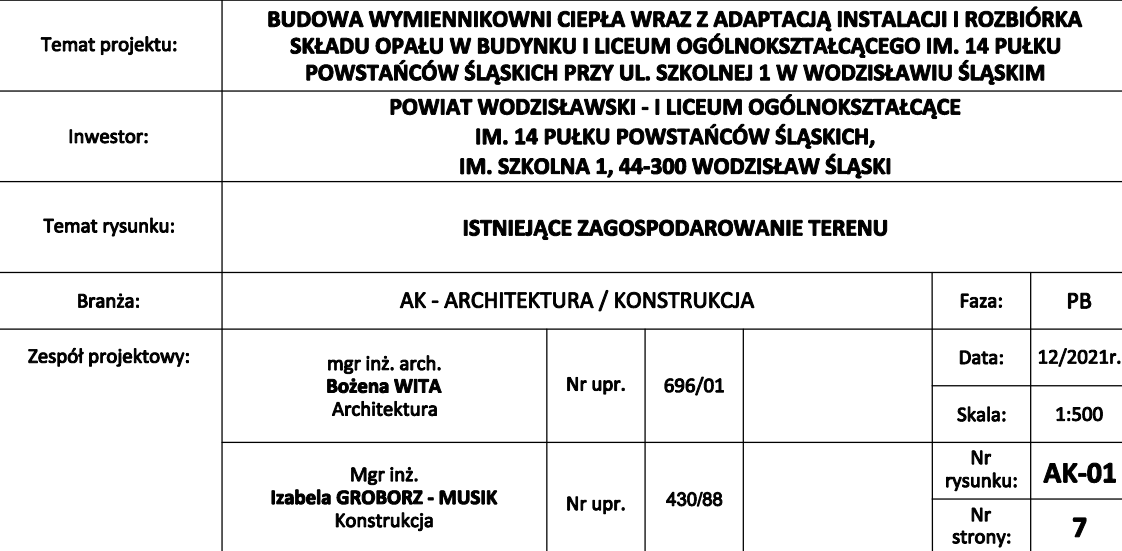 Temat projektu:
BUDOWA WYMIENNIKOWNI CIEPŁA WRAZ Z ADAPTACJĄ INSTALACJI I ROZBIÓRKA
SKŁADU OPAŁU W BUDYNKU I LICEUM OGÓLNOKSZTAŁCĄCEGO IM. 14 PUŁKU
POWSTAŃCÓW ŚLĄSKICH PRZY UL. SZKOLNEJ 1 W WODZISŁAWIU ŚLĄSKIM
Inwestor:
POWIAT WODZISŁAWSKI - I LICEUM OGÓLNOKSZTAŁCĄCE
IM. 14 PUŁKU POWSTAŃCÓW ŚLĄSKICH,
IM. SZKOLNA 1, 44-300 WODZISŁAW ŚLĄSKI
Temat rysunku:
ISTNIEJĄCE ZAGOSPODAROWANIE TERENU
Branża:
AK - ARCHITEKTURA / KONSTRUKCJA
Faza:
PB
Zespół projektowy:
mgr inż. arch.
Bożena WITA
Architektura
Nr upr.
696/01
Data:
12/2021r.
Skala:
1:500
Mgr inż.
Izabela GROBORZ - MUSIK
Konstrukcja
Nr upr.
430/88
Nr
rysunku:
AK-01
Nr
strony:
7